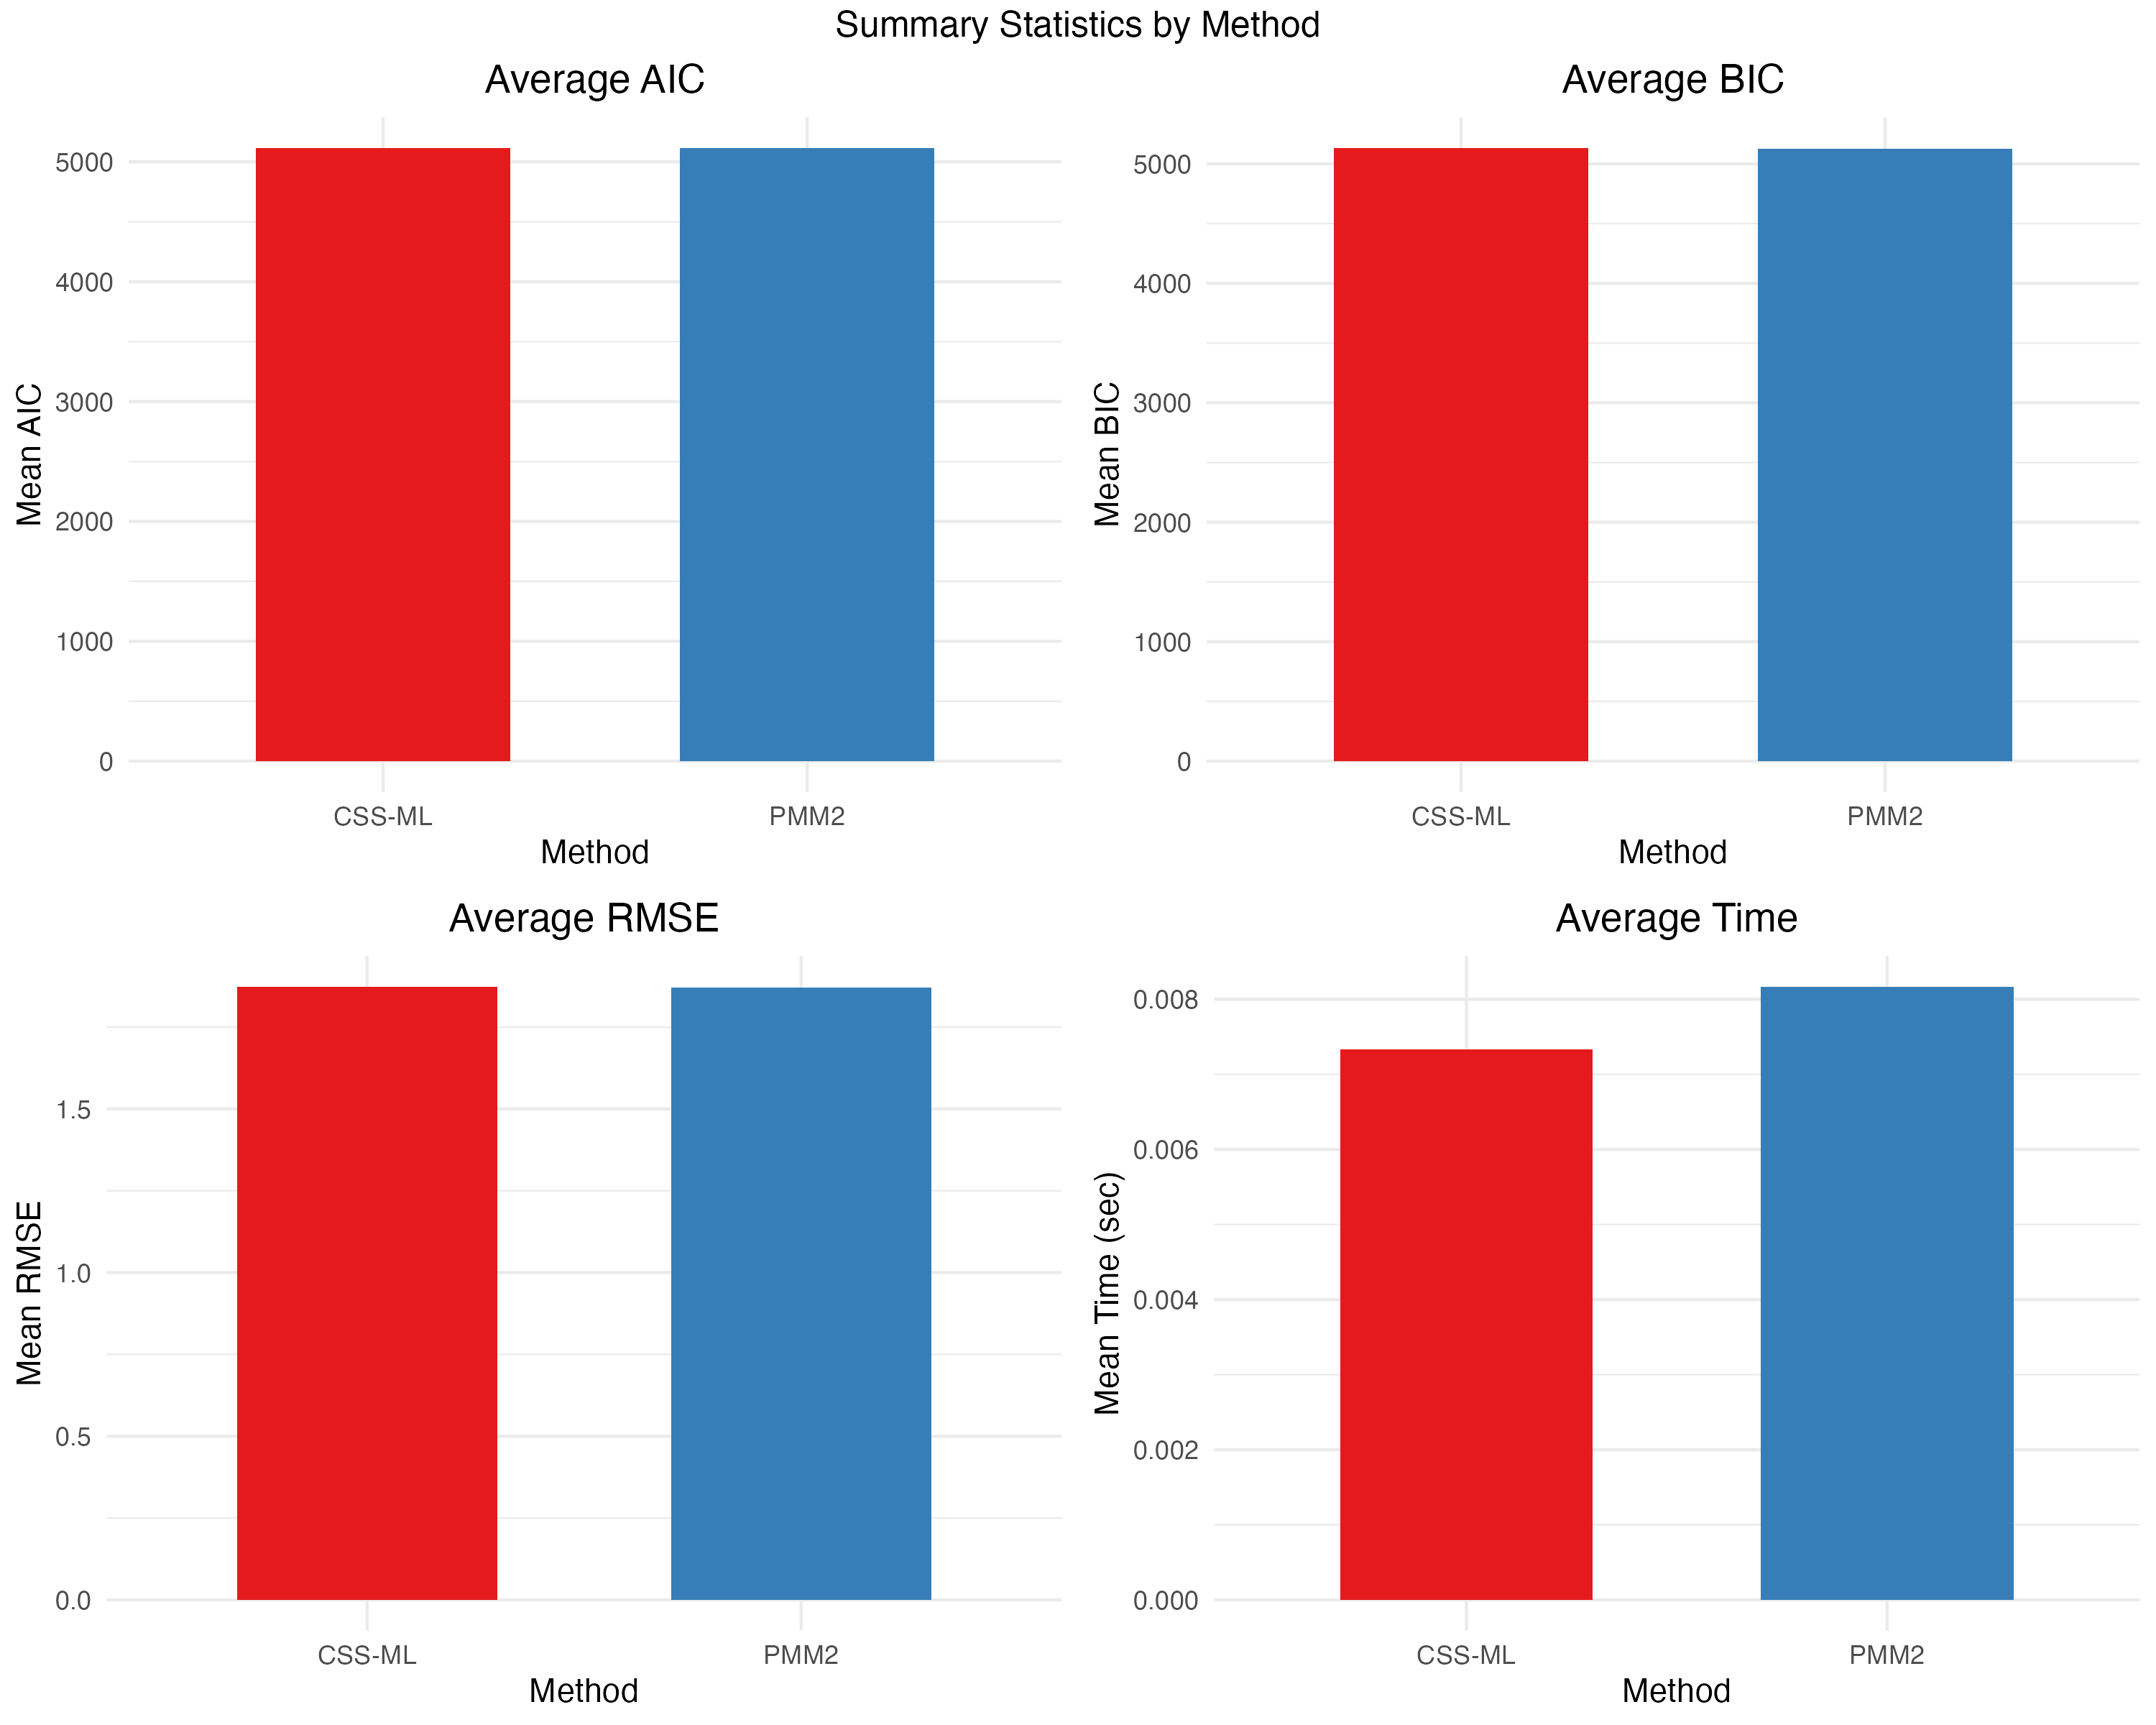 Summary Statistics by Method
Average AIC
Mean AIC
5000
4000
3000
2000
1000
0
CSS-ML
PMM2
Method
Average BIC
Mean BIC
5000
4000
3000
2000
1000
0
CSS-ML
PMM2
Method
Average RMSE
Mean RMSE
1.5
1.0
0.5
0.0
CSS-ML
PMM2
Method
Average Time
Mean Time (sec)
0.008
0.006
0.004
0.002
0.000
CSS-ML
PMM2
Method